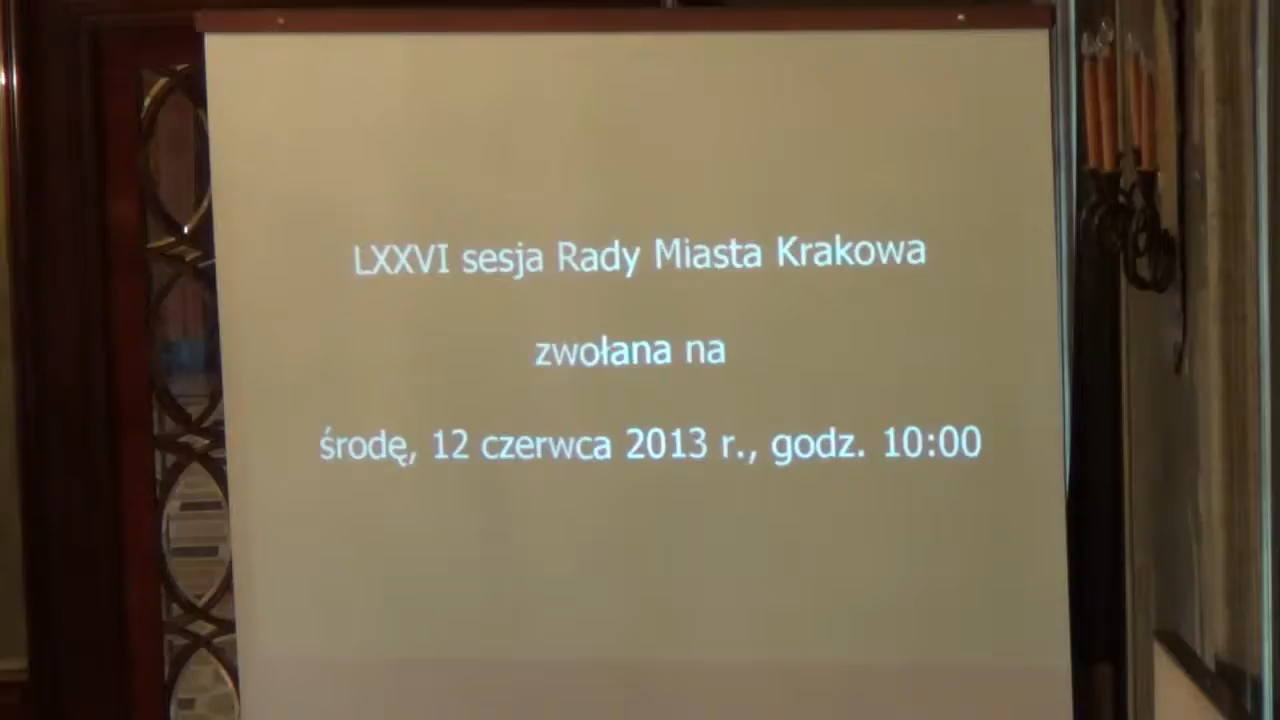 LXXVI sesja Rady Miasta Krakowa
zwołana na
środę, 12 czerwca 2013 r., godz. 10:00